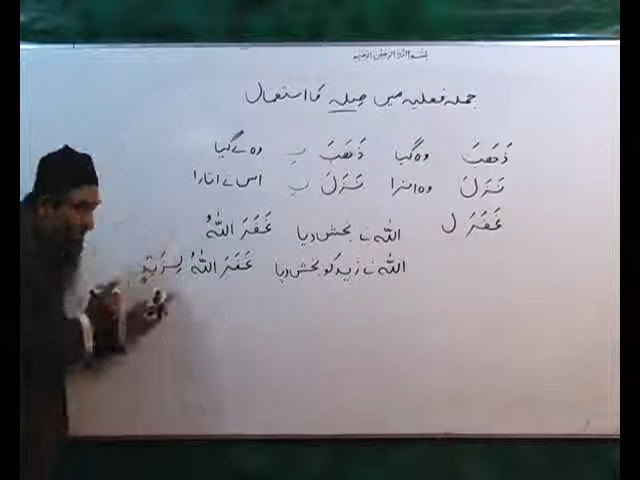 بسم اللہ الرحمن الرحیم
جملہ فعلیہ میں صِلہ کا استعمال
ذَھَبَ وہ گیا ذَھَبَ بِ وہ لے گیا
نَزَلَ وہ اترا نَزَلَ بِ اس نے اتارا
غَفَرَ لِ اللہ نے بخش دیا غَفَرَ اللہُ
اللہ نے زید کو بخش دیا غَفَرَ اللہُ لِزَیْدٍ